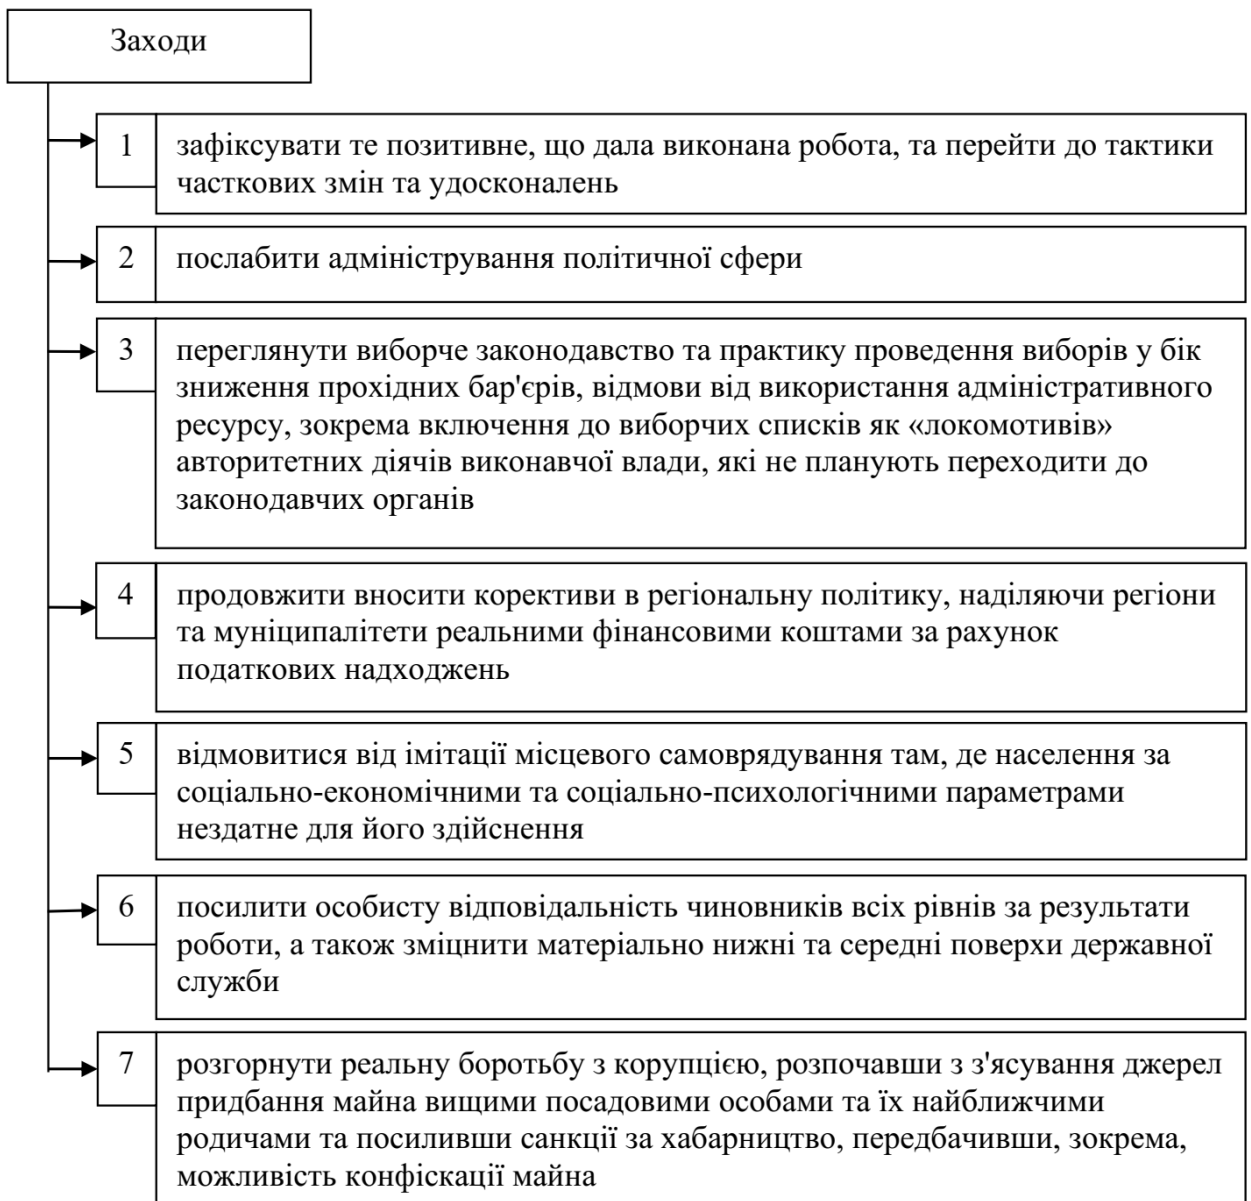 Заходи
1
зафіксувати те позитивне, що дала виконана робота, та перейти до тактики
часткових змін та удосконалень
2
послабити адміністрування політичної сфери
3
переглянути виборче законодавство та практику проведення виборів у бік
зниження прохідних бар'єрів, відмови від використання адміністративного
ресурсу, зокрема включення до виборчих списків як «локомотивів»
авторитетних діячів виконавчої влади, які не планують переходити до
законодавчих органів
4
продовжити вносити корективи в регіональну політику, наділяючи регіони
та муніципалітети реальними фінансовими коштами за рахунок
податкових надходжень
5
відмовитися від імітації місцевого самоврядування там, де населення за
соціально-економічними та соціально-психологічними параметрами
нездатне для його здійснення
6
посилити особисту відповідальність чиновників всіх рівнів за результати
роботи, а також зміцнити матеріально нижні та середні поверхи державної
служби
7
розгорнути реальну боротьбу з корупцією, розпочавши з з'ясування джерел
придбання майна вищими посадовими особами та їх найближчими
родичами та посиливши санкції за хабарництво, передбачивши, зокрема,
можливість конфіскації майна